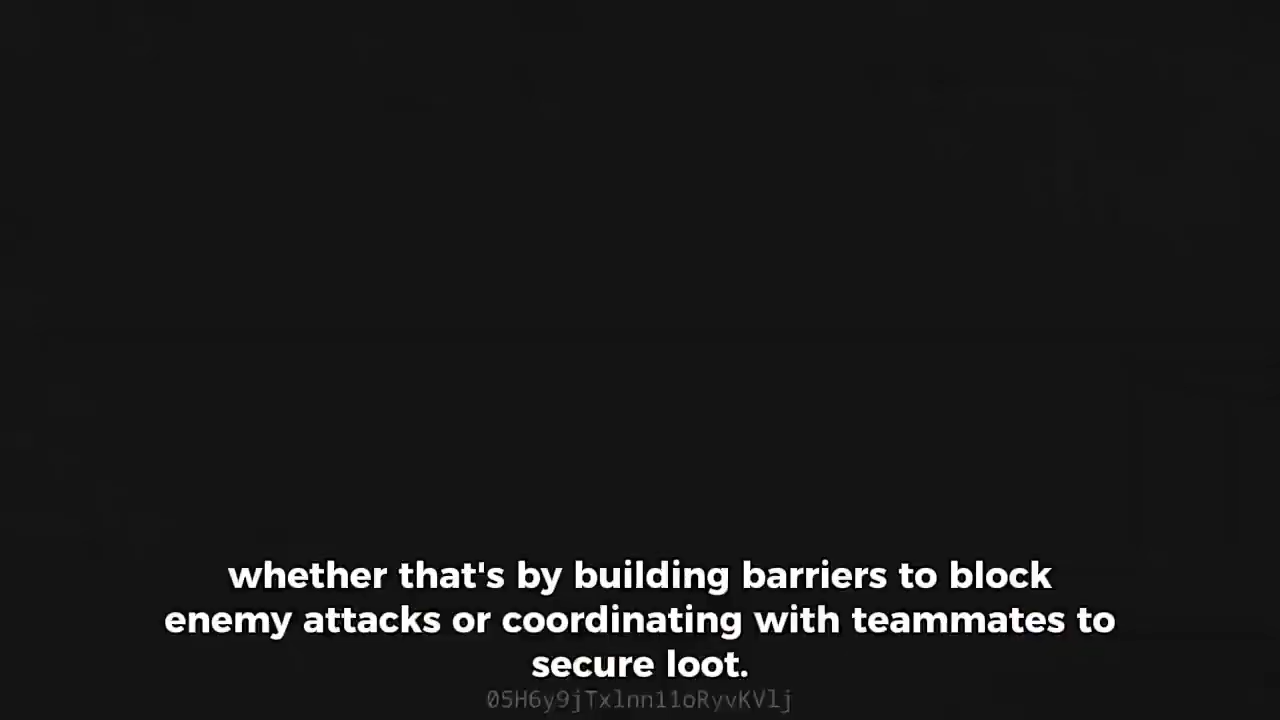 whether that's by building barriers to block
enemy attacks or coordinating with teammates to
secure loot.
05H6y9jTxlnn11oRyvKVlj